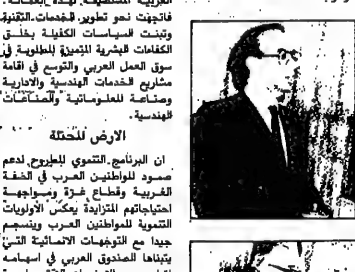 فاتجهت نحو تطوير الخدمات التقنية
وتبنت السياسات الكفيلة بخلق
الكفاءات البشرية المتميزة المطلوبة في
سوق العمل العربي والتوسع في اقامة
مشاريع الخدمات الهندسية والادارية
وصناعة المعلوماتية والصناعات
الهندسية.
الارض المحتلة
ان البرنامج التنموي المطروح لدعم
صمود المواطنين العرب في الضفة
الغربية وقطاع غزة ومواجهة
احتياجاتهم المتزايدة يعكس الأولويات
التنموية للمواطنين العرب وينسجم
جيدا مع التوجهات الانمائية التي
يتبناها الصندوق العربي في اسهامه